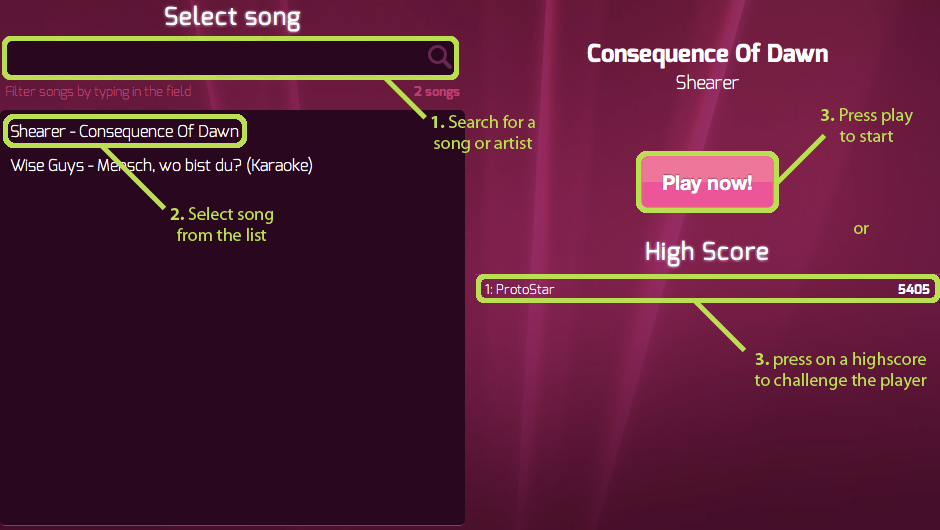 Select song
Filter songs by typing in the field
2 songs
Shearer - Consequence Of Dawn
Wise Guys - Mensch, wo bist du? (Karaoke)
1. Search for a
song or artist
2. Select song
from the list
Consequence Of Dawn
Shearer
3. Press play
to start
Play now!
or
High Score
1: ProtoStar
5405
3. press on a highscore
to challenge the player